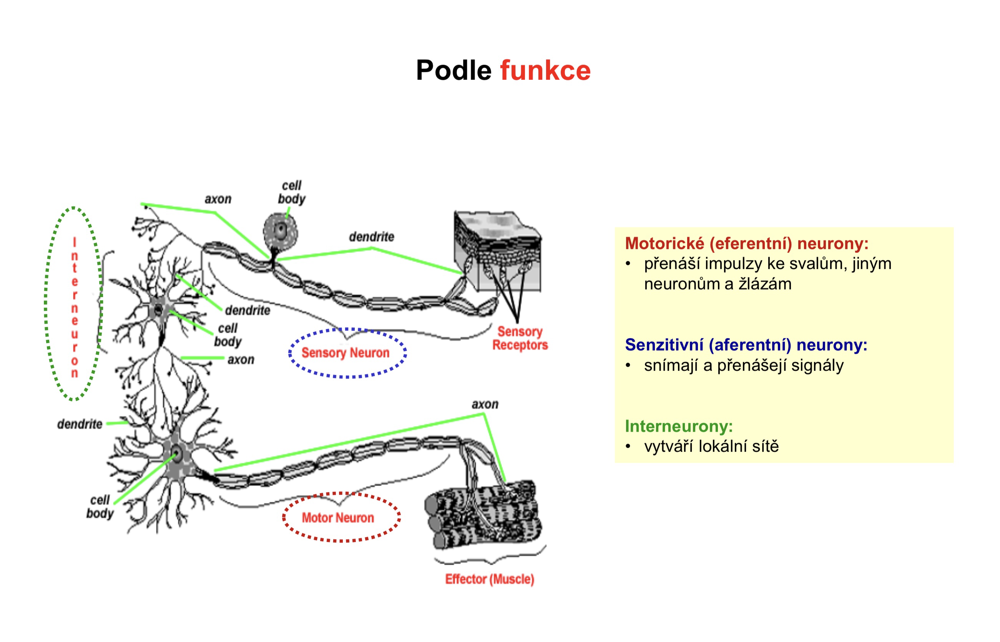 Podle funkce
cell
body
axon
dendrite
Interneuron
dendrite
cell
body
axon
Sensory
Receptors
Sensory Neuron
axon
dendrite
cell
body
Motor Neuron
Effector (Muscle)
Motorické (eferentní) neurony:
• přenáší impulzy ke svalům, jiným
neuronům a žlázám
Senzitivní (aferentní) neurony:
• snímají a přenášejí signály
Interneurony:
• vytváří lokální sítě